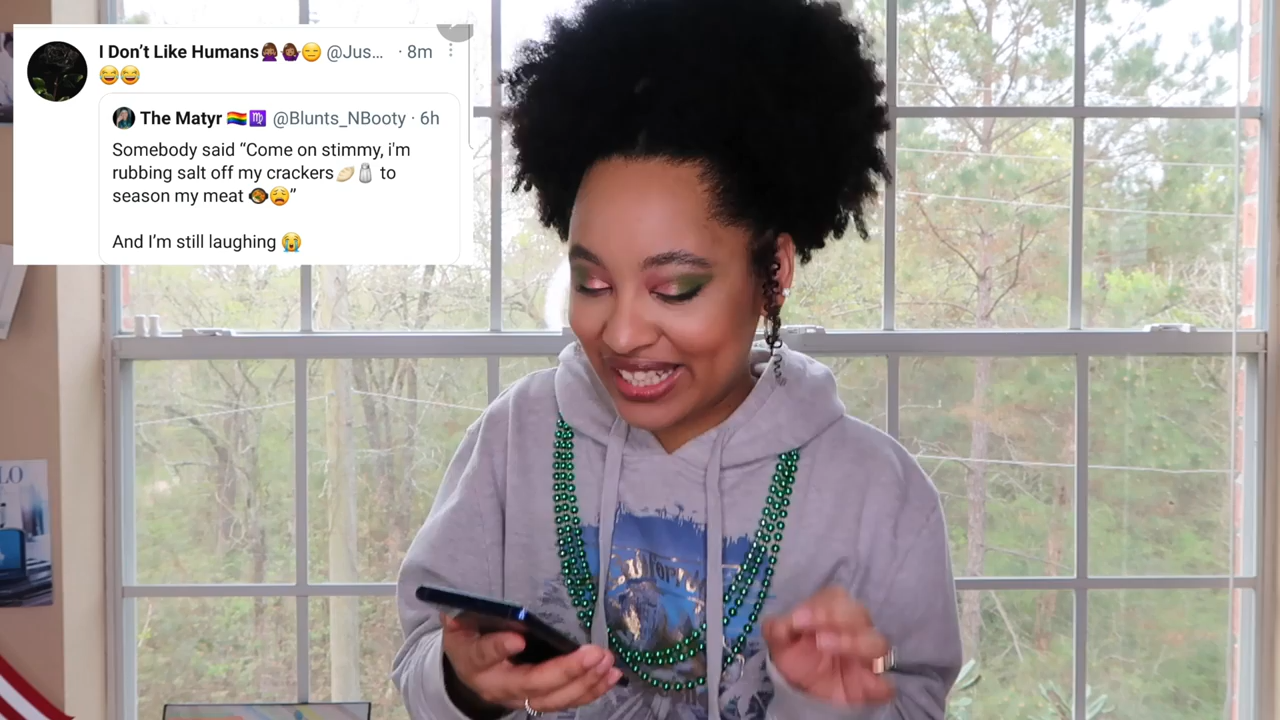 I Don’t Like Humans🤦🏾‍♀️🤷🏾‍♀️😑 @Jus... · 8m
😂😂
The Matyr 🏳️‍🌈♍ @Blunts_NBooty · 6h
Somebody said “Come on stimmy, i'm
rubbing salt off my crackers🥟🧂 to
season my meat 🥘😩”
And I’m still laughing 😭
LO